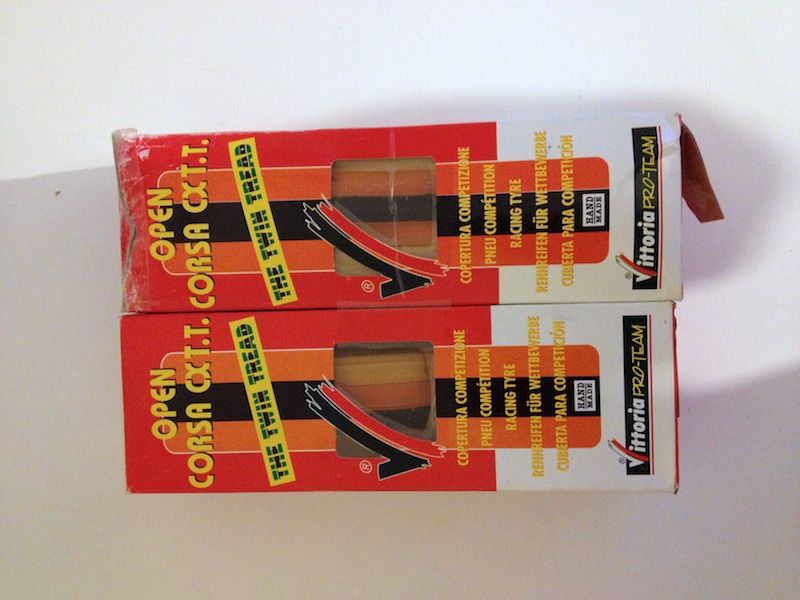 OPEN
CORSA CX T.T.
THE TWIN TREAD
®
COPERTURA COMPETIZIONE
PNEU COMPÉTITION
RACING TYRE
RENNREIFEN FÜR WETTBEWERBE
CUBIERTA PARA COMPETICIÓN
HAND
MADE
®
Vittoria PRO-TEAM
OPEN
CORSA CX T.T.
THE TWIN TREAD
®
COPERTURA COMPETIZIONE
PNEU COMPÉTITION
RACING TYRE
RENNREIFEN FÜR WETTBEWERBE
CUBIERTA PARA COMPETICIÓN
HAND
MADE
®
Vittoria PRO-TEAM